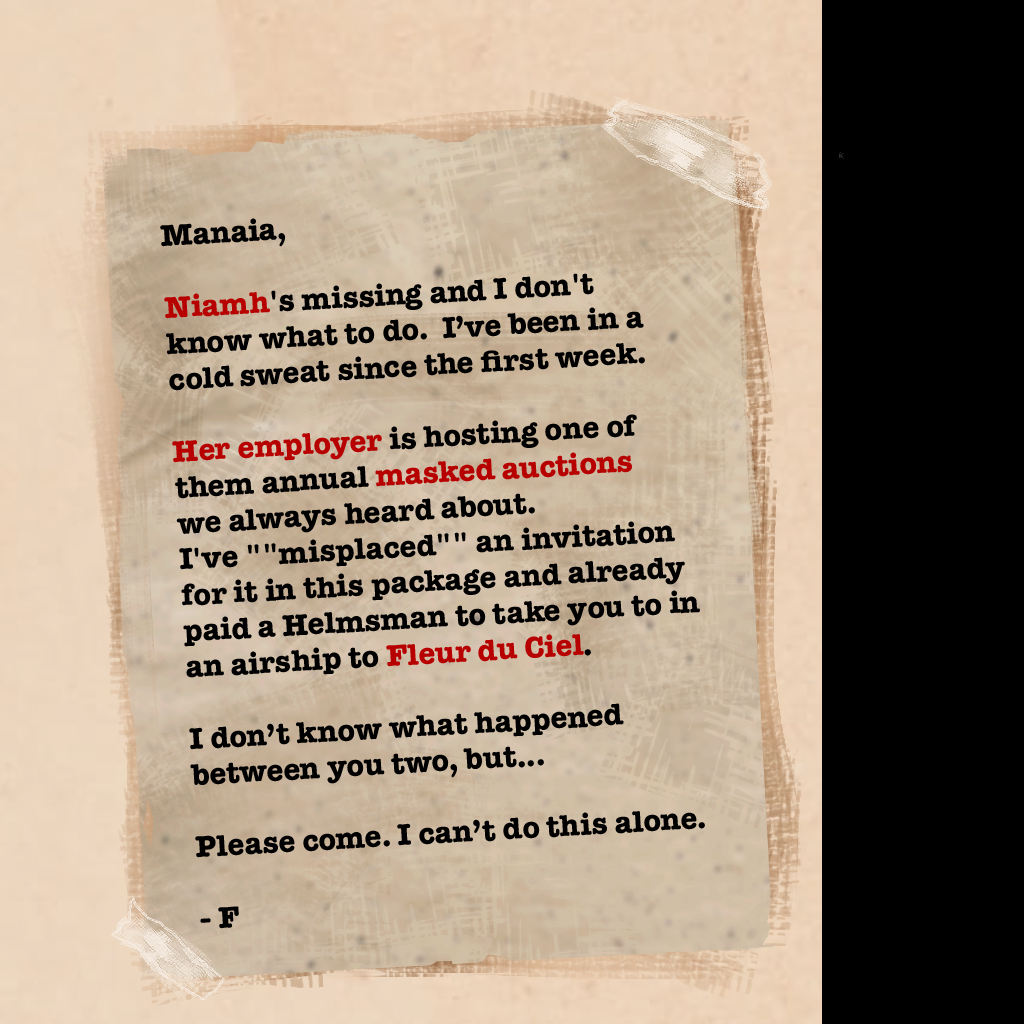 Manaia,
Niamh's missing and I don't
know what to do.  I’ve been in a
cold sweat since the first week.
Her employer is hosting one of
them annual masked auctions
we always heard about.
I've ""misplaced"" an invitation
for it in this package and already
paid a Helmsman to take you to in
an airship to Fleur du Ciel.
I don’t know what happened
between you two, but...
Please come. I can’t do this alone.
- F